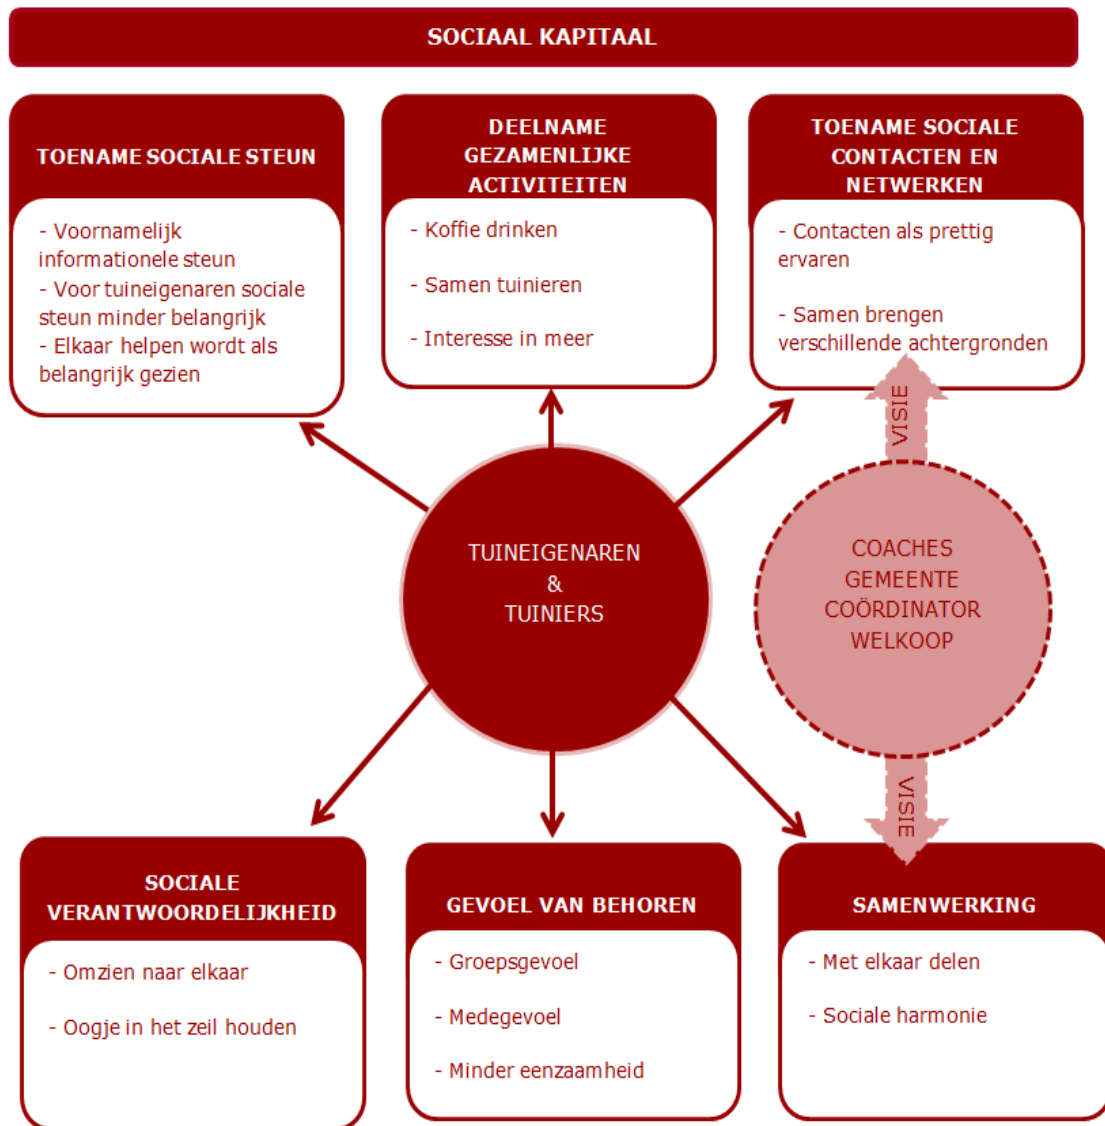 SOCIAAL KAPITAAL
TOENAME SOCIALE STEUN
- Voornamelijk
informationele steun
- Voor tuineigenaren sociale
steun minder belangrijk
- Elkaar helpen wordt als
belangrijk gezien
DEELNAME
GEZAMENLIJKE
ACTIVITEITEN
- Koffie drinken
- Samen tuinieren
- Interesse in meer
TOENAME SOCIALE
CONTACTEN EN
NETWERKEN
- Contacten als prettig
ervaren
- Samen brengen
verschillende achtergronden
VISIE
TUINEIGENAREN
&
TUINIERS
COACHES
GEMEENTE
COÖRDINATOR
WELKOOP
VISIE
SOCIALE
VERANTWOORDELIJKHEID
- Omzien naar elkaar
- Oogje in het zeil houden
GEVOEL VAN BEHOREN
- Groepsgevoel
- Medegevoel
- Minder eenzaamheid
SAMENWERKING
- Met elkaar delen
- Sociale harmonie